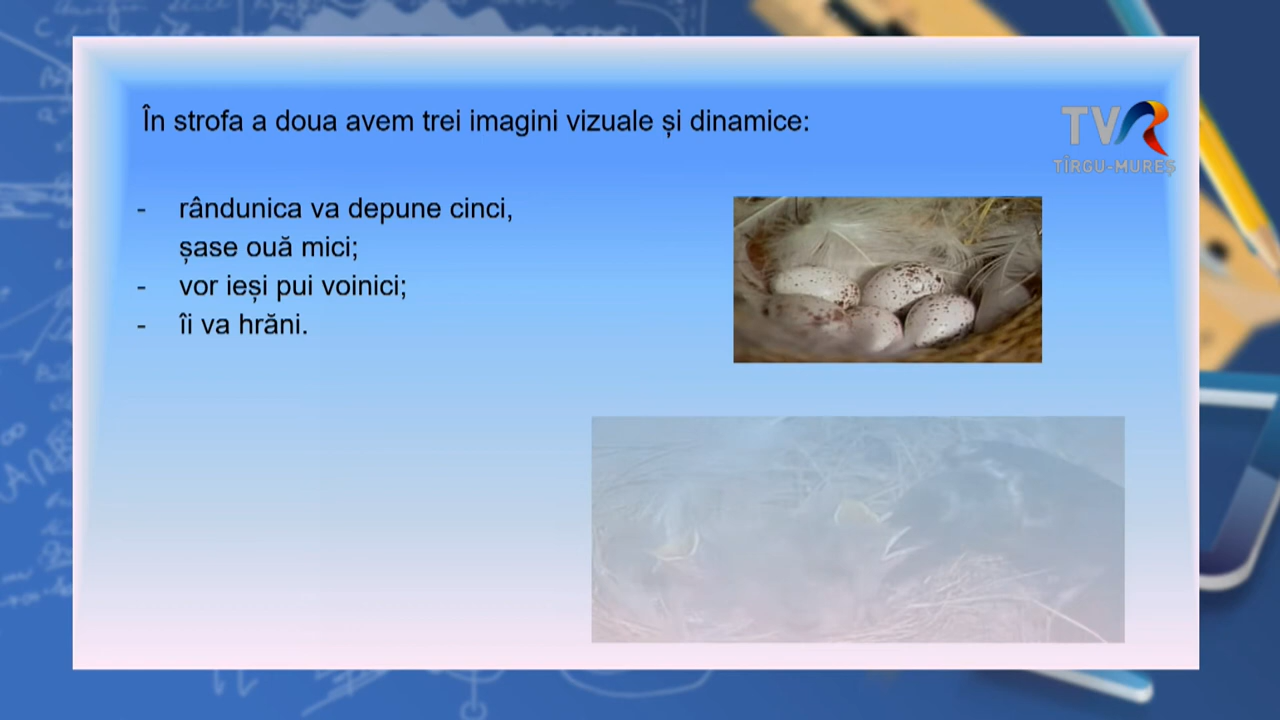 În strofa a doua avem trei imagini vizuale și dinamice:
TVR
TÎRGU-MUREȘ
- rândunica va depune cinci,
șase ouă mici;
- vor ieși pui voinici;
- îi va hrăni.